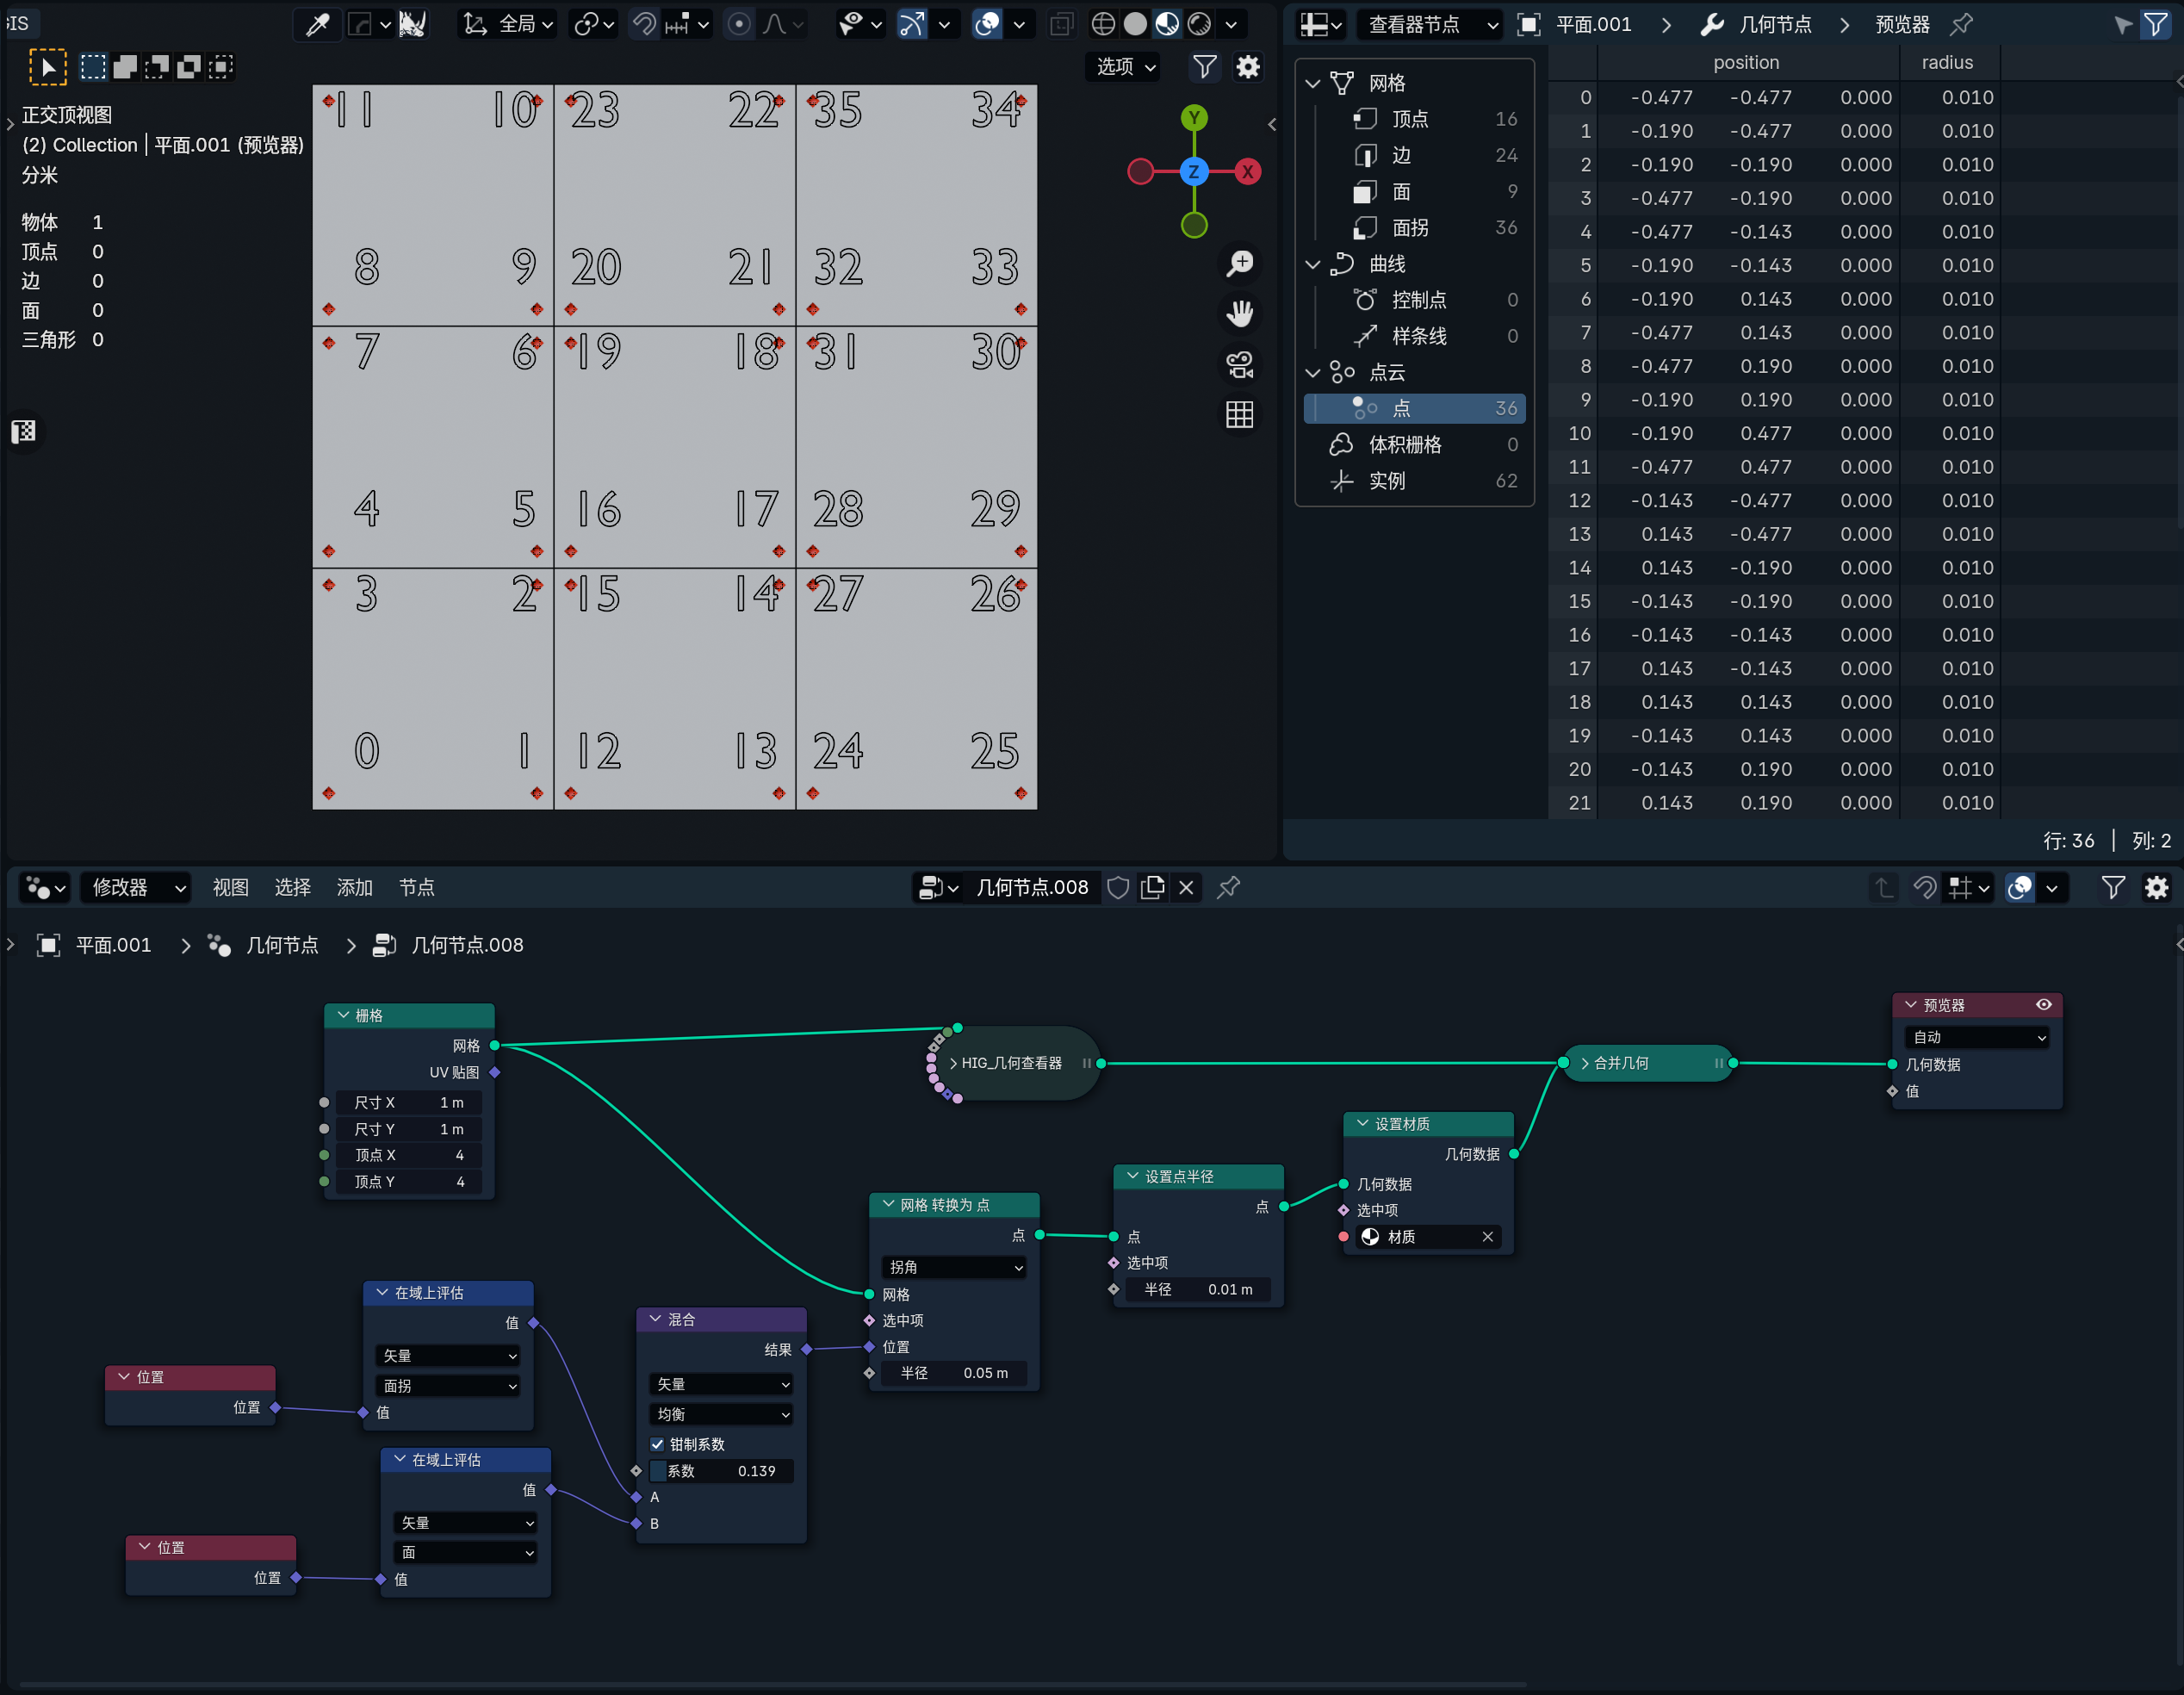 GIS
全局
选项
正交顶视图
(2) Collection | 平面.001 (预览器)
分米
物体 1
顶点 0
边 0
面 0
三角形 0
11 10 23 22 35 34
8 9 20 21 32 33
7 6 19 18 31 30
4 5 16 17 28 29
3 2 15 14 27 26
0 1 12 13 24 25
Y
Z
X
查看器节点
平面.001
几何节点
预览器
网格
顶点 16
边 24
面 9
面拐 36
曲线
控制点 0
样条线 0
点云
点 36
体积栅格 0
实例 62
position radius
0 -0.477 -0.477 0.000 0.010
1 -0.190 -0.477 0.000 0.010
2 -0.190 -0.190 0.000 0.010
3 -0.477 -0.190 0.000 0.010
4 -0.477 -0.143 0.000 0.010
5 -0.190 -0.143 0.000 0.010
6 -0.190 0.143 0.000 0.010
7 -0.477 0.143 0.000 0.010
8 -0.477 0.190 0.000 0.010
9 -0.190 0.190 0.000 0.010
10 -0.190 0.477 0.000 0.010
11 -0.477 0.477 0.000 0.010
12 -0.143 -0.477 0.000 0.010
13 0.143 -0.477 0.000 0.010
14 0.143 -0.190 0.000 0.010
15 -0.143 -0.190 0.000 0.010
16 -0.143 -0.143 0.000 0.010
17 0.143 -0.143 0.000 0.010
18 0.143 0.143 0.000 0.010
19 -0.143 0.143 0.000 0.010
20 -0.143 0.190 0.000 0.010
21 0.143 0.190 0.000 0.010
行: 36 | 列: 2
修改器 视图 选择 添加 节点
几何节点.008
平面.001 几何节点 几何节点.008
栅格
网格
UV 贴图
尺寸 X 1 m
尺寸 Y 1 m
顶点 X 4
顶点 Y 4
HIG_几何查看器
合并几何
预览器
自动
几何数据
值
设置材质
几何数据
几何数据
选中项
材质
设置点半径
点
点
选中项
半径 0.01 m
网格 转换为 点
点
拐角
网格
选中项
位置
半径 0.05 m
在域上评估
值
矢量
面拐
值
混合
结果
矢量
均衡
钳制系数
系数 0.139
A
B
位置
位置
在域上评估
值
矢量
面
值
位置
位置